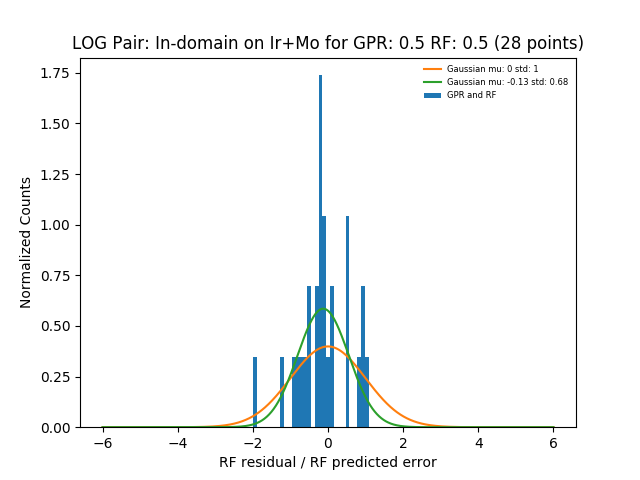 LOG Pair: In-domain on Ir+Mo for GPR: 0.5 RF: 0.5 (28 points)
Gaussian mu: 0 std: 1
Gaussian mu: -0.13 std: 0.68
GPR and RF
Normalized Counts
1.75
1.50
1.25
1.00
0.75
0.50
0.25
0.00
−6
−4
−2
0
2
4
6
RF residual / RF predicted error